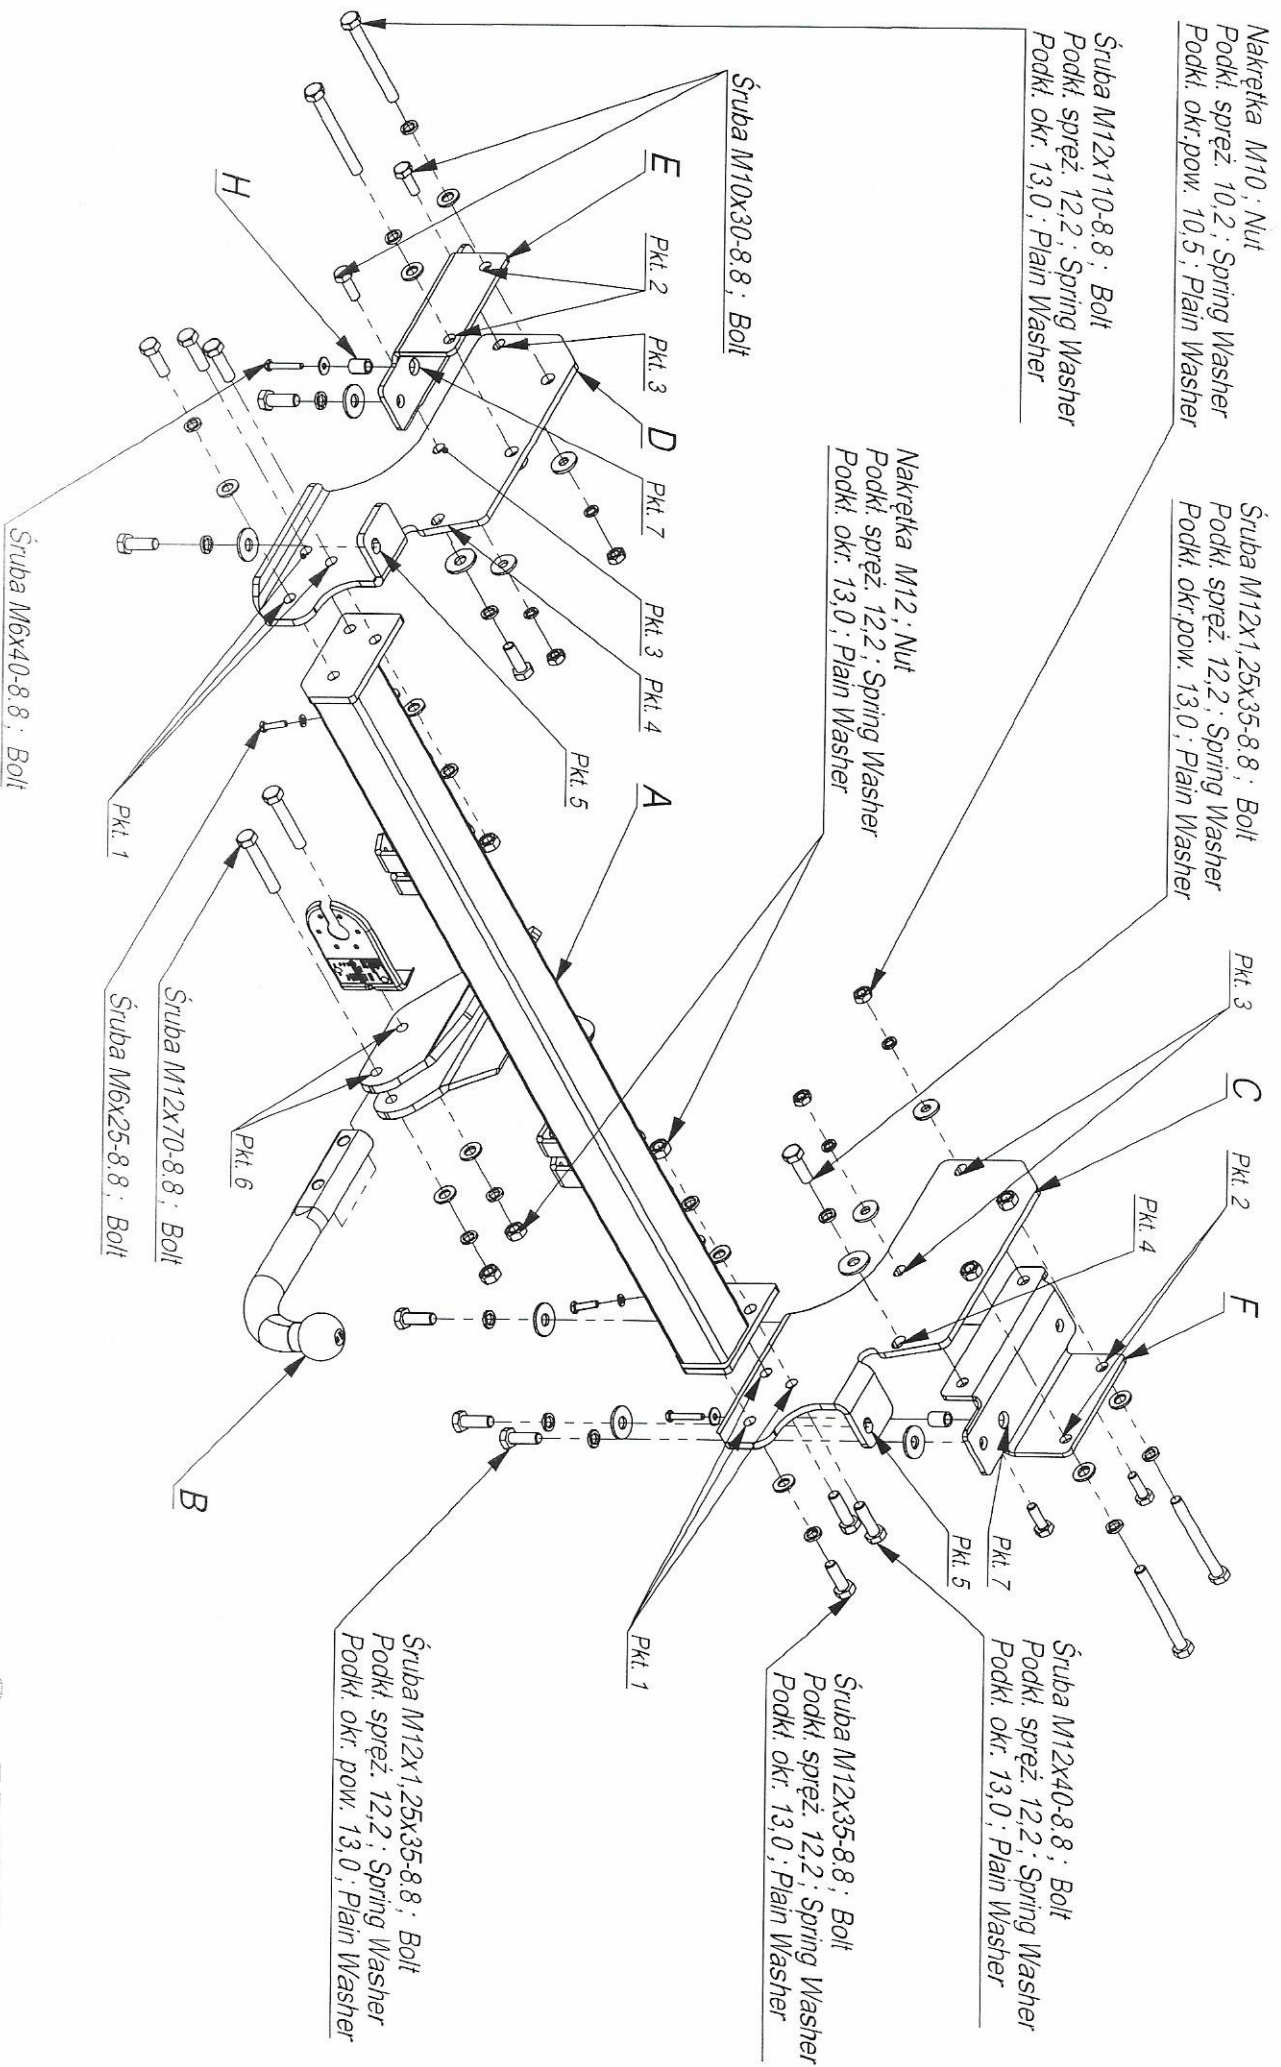 Nakrętka M10 ; Nut
Podkł. spręż. 10,2 ; Spring Washer
Podkł. okr.pow. 10,5 ; Plain Washer
Śruba M12x110-8.8 ; Bolt
Podkł. spręż. 12,2 ; Spring Washer
Podkł. okr. 13,0 ; Plain Washer
Śruba M10x30-8.8 ; Bolt
E
Pkt. 2
Pkt. 3
D
Pkt. 7
H
Śruba M12x1,25x35-8.8 ; Bolt
Podkł. spręż. 12,2 ; Spring Washer
Podkł. okr.pow. 13,0 ; Plain Washer
Nakrętka M12 ; Nut
Podkł. spręż. 12,2 ; Spring Washer
Podkł. okr. 13,0 ; Plain Washer
Pkt. 3
Pkt. 4
Pkt. 5
A
Śruba M6x40-8.8 ; Bolt
Pkt. 1
Pkt. 3
C
Pkt. 2
Pkt. 4
F
Śruba M12x70-8.8 ; Bolt
Śruba M6x25-8.8 ; Bolt
Pkt. 6
B
Pkt. 7
Pkt. 5
Pkt. 1
Śruba M12x40-8.8 ; Bolt
Podkł. spręż. 12,2 ; Spring Washer
Podkł. okr. 13,0 ; Plain Washer
Śruba M12x35-8.8 ; Bolt
Podkł. spręż. 12,2 ; Spring Washer
Podkł. okr. 13,0 ; Plain Washer
Śruba M12x1,25x35-8.8 ; Bolt
Podkł. spręż. 12,2 ; Spring Washer
Podkł. okr. pow. 13,0 ; Plain Washer